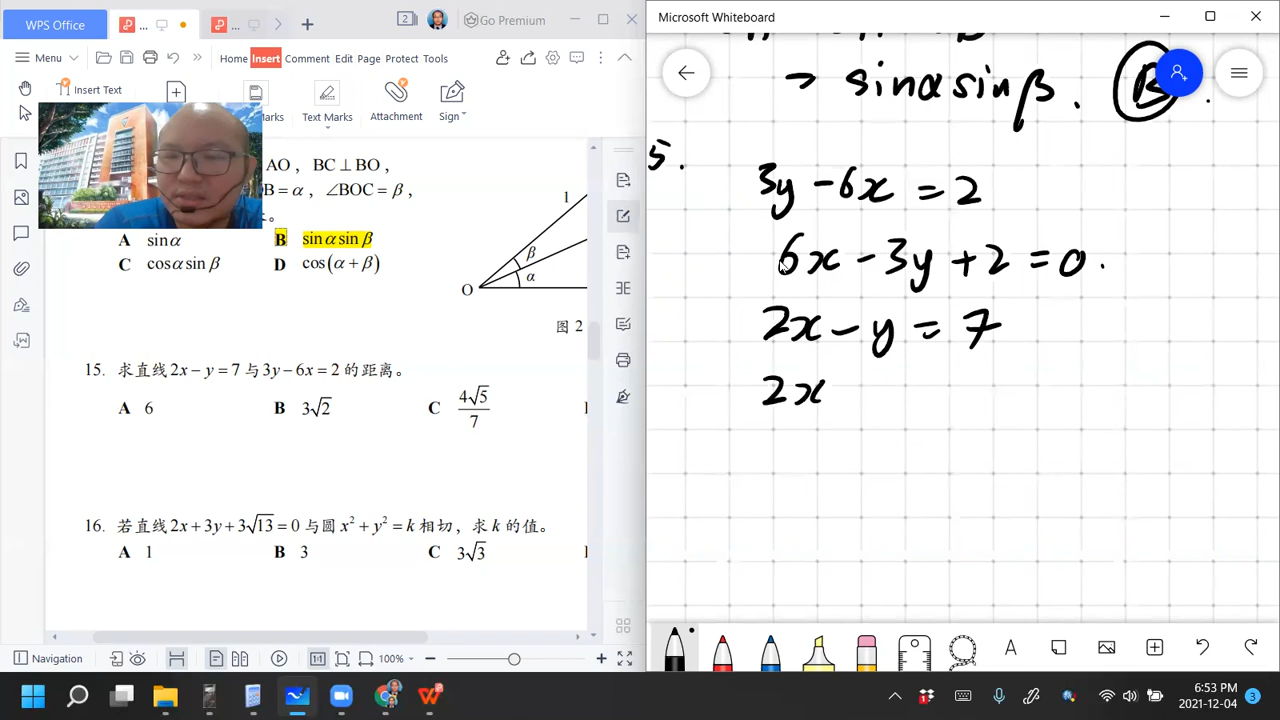 WPS Office
2
Go Premium
Menu
Home Insert Comment Edit Page Protect Tools
Insert Text
Text Marks
Attachment
Sign
AO， BC ⊥ BO，
OB = α ，∠BOC = β ，
A sinα B sinα sinβ
C cosα sinβ D cos(α + β)
1
β
α
O
图 2
15. 求直线 2x − y = 7 与 3y − 6x = 2 的距离。
A 6 B 3√2 C 4√5/7
16. 若直线 2x + 3y + 3√13 = 0 与圆 x² + y² = k 相切，求 k 的值。
A 1 B 3 C 3√3
Navigation
1:1
100%
Microsoft Whiteboard
→ sinα sinβ. B.
5.
3y − 6x = 2
6x − 3y + 2 = 0.
2x − y = 7
2x
A
6:53 PM
2021-12-04
3